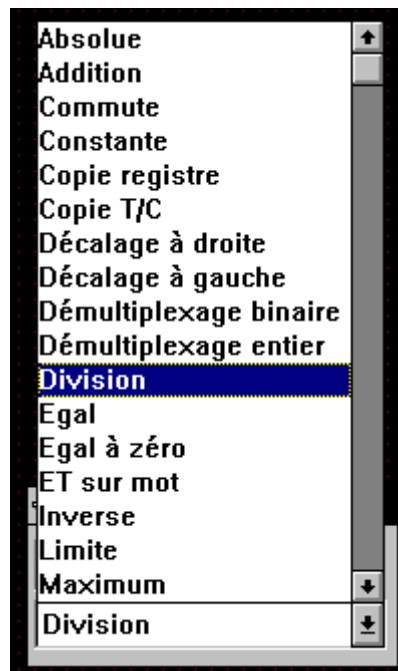 Absolue
Addition
Commute
Constante
Copie registre
Copie T/C
Décalage à droite
Décalage à gauche
Démultiplexage binaire
Démultiplexage entier
Division
Egal
Egal à zéro
ET sur mot
Inverse
Limite
Maximum
Division